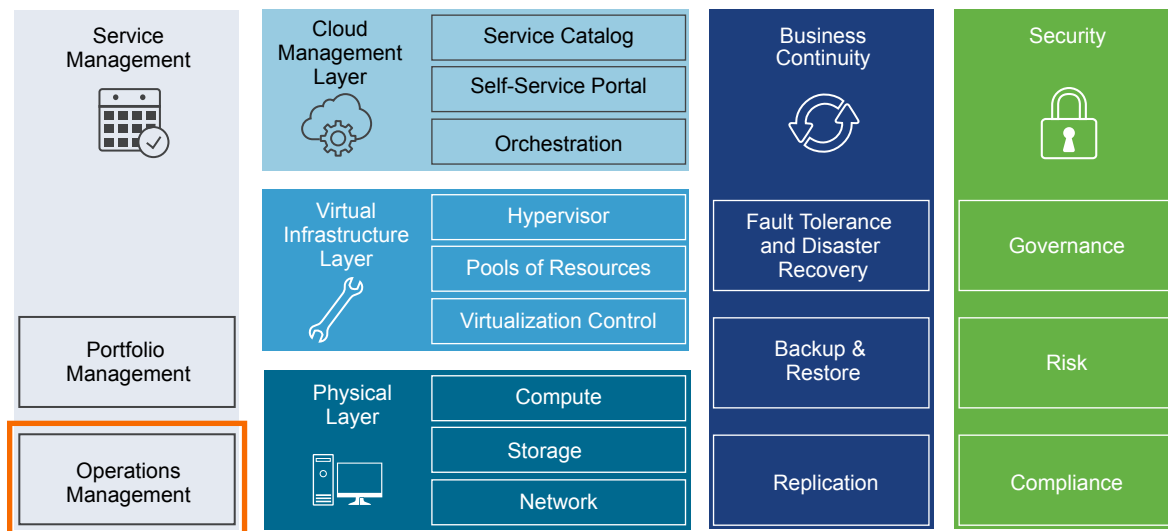 Service
Management
Portfolio
Management
Operations
Management
Cloud
Management
Layer
Service Catalog
Self-Service Portal
Orchestration
Virtual
Infrastructure
Layer
Hypervisor
Pools of Resources
Virtualization Control
Physical
Layer
Compute
Storage
Network
Business
Continuity
Fault Tolerance
and Disaster
Recovery
Backup &
Restore
Replication
Security
Governance
Risk
Compliance